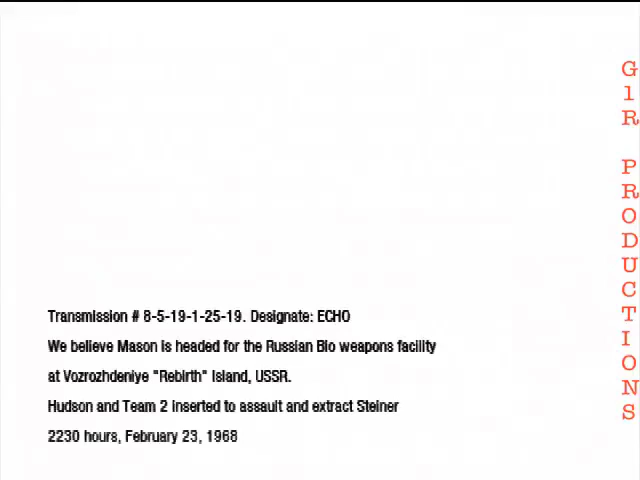 Transmission # 8-5-19-1-25-19. Designate: ECHO
We believe Mason is headed for the Russian Bio weapons facility
at Vozrozhdeniye "Rebirth" Island, USSR.
Hudson and Team 2 inserted to assault and extract Steiner
2230 hours, February 23, 1968
G1R PRODUCTIONS